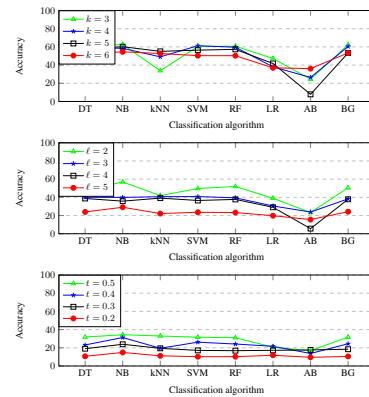 100
80
60
40
20
0
Accuracy
k = 3
k = 4
k = 5
k = 6
DT NB kNN SVM RF LR AB BG
Classification algorithm
100
80
60
40
20
0
Accuracy
ℓ = 2
ℓ = 3
ℓ = 4
ℓ = 5
DT NB kNN SVM RF LR AB BG
Classification algorithm
100
80
60
40
20
0
Accuracy
t = 0.5
t = 0.4
t = 0.3
t = 0.2
DT NB kNN SVM RF LR AB BG
Classification algorithm